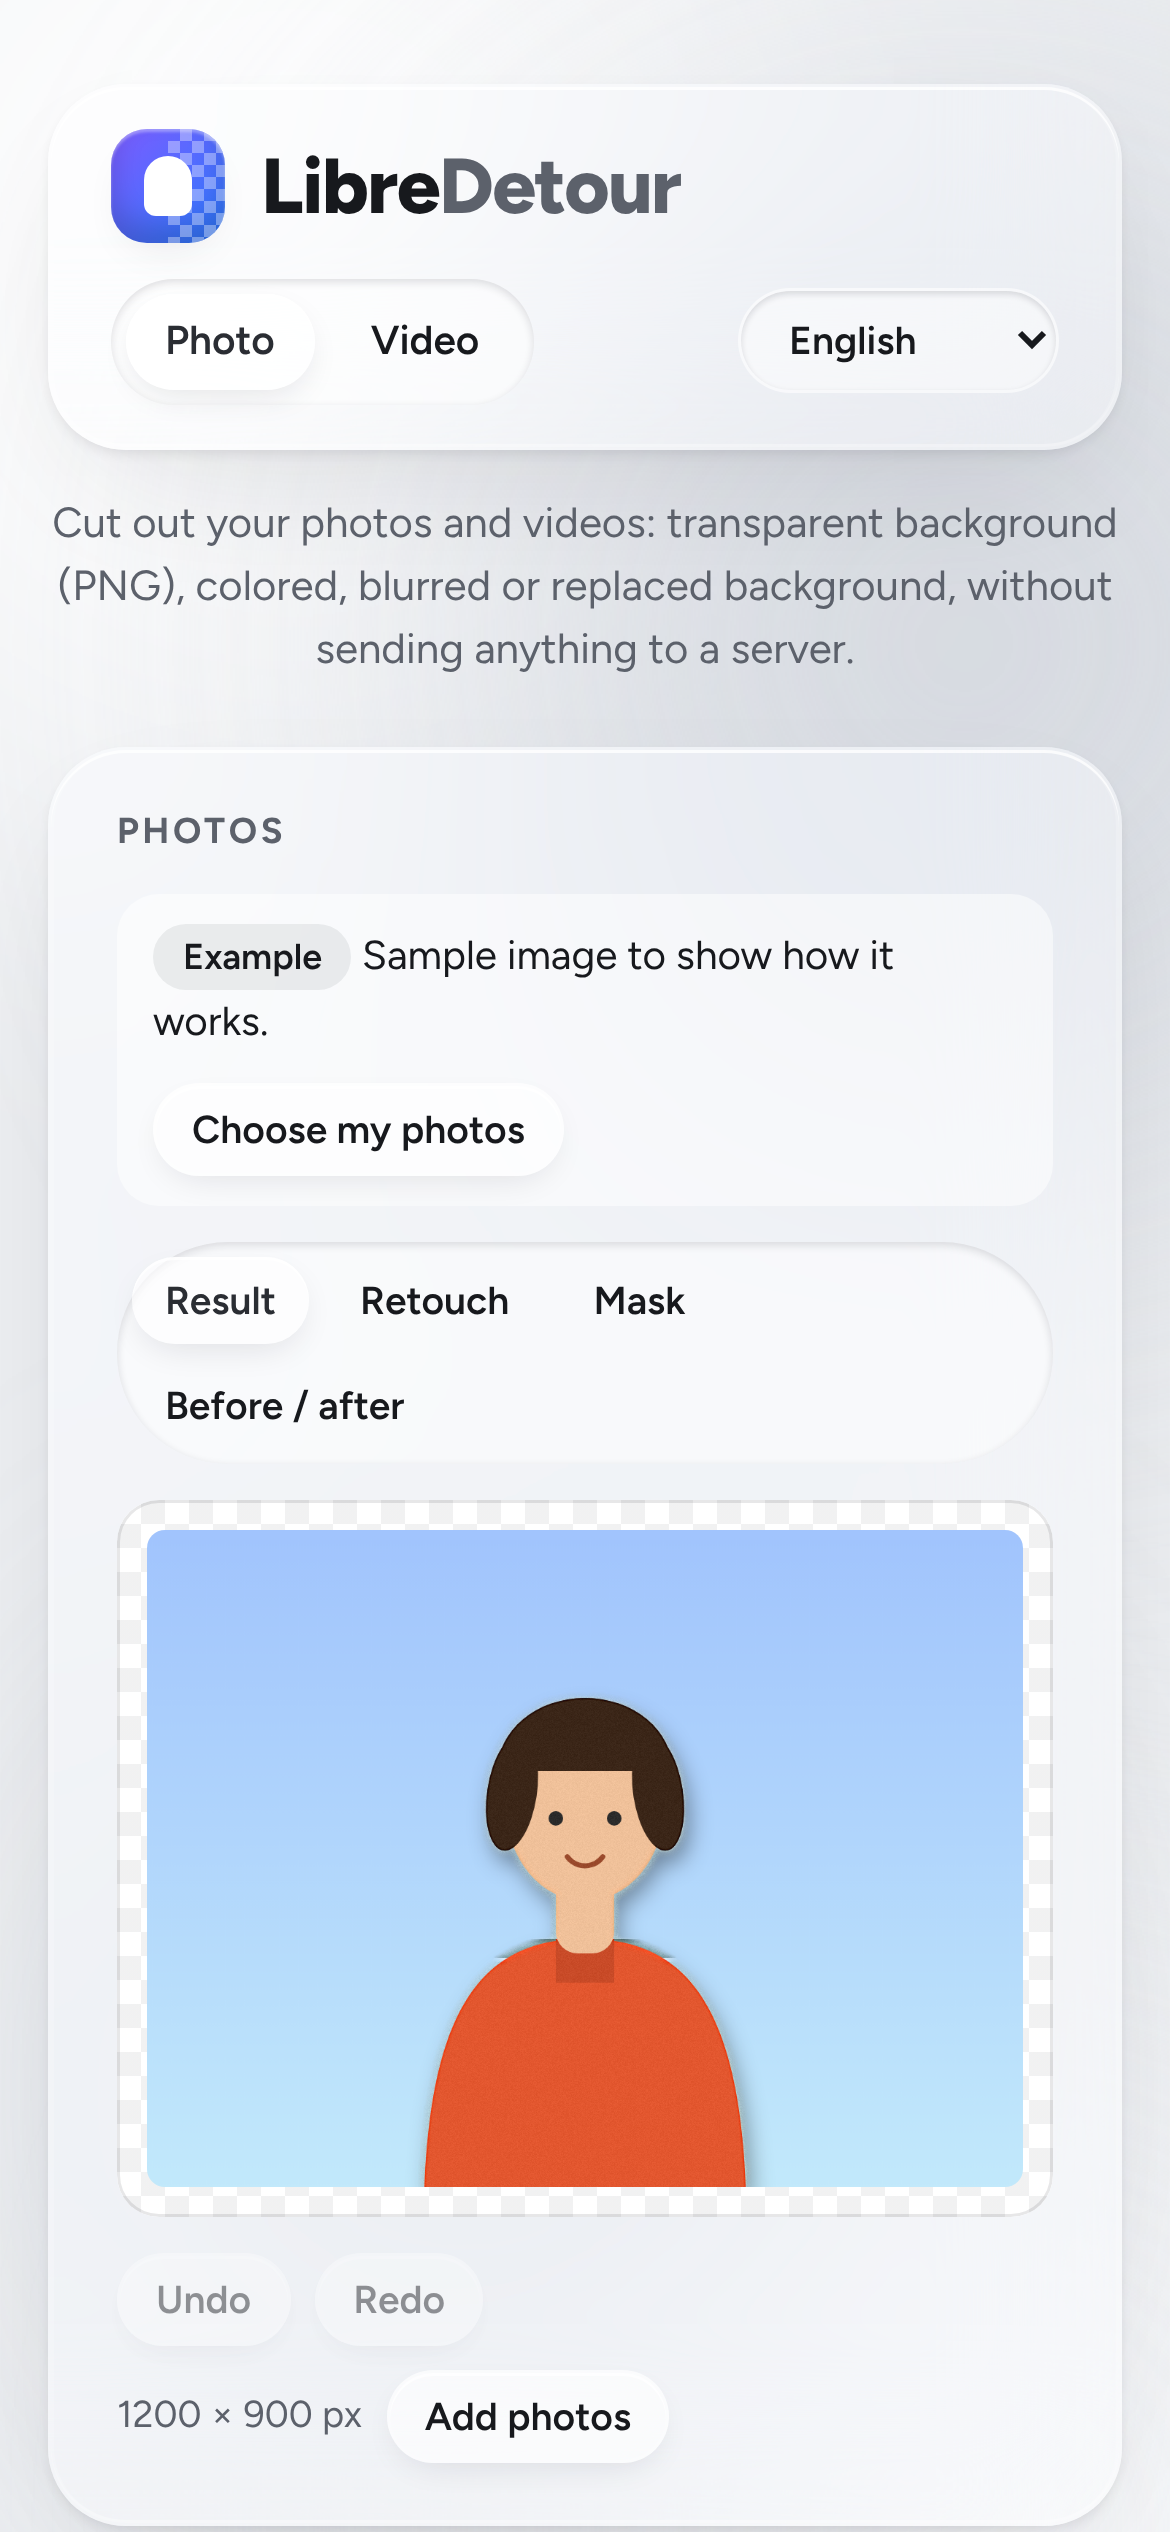 LibreDetour
Photo
Video
English
Cut out your photos and videos: transparent background
(PNG), colored, blurred or replaced background, without
sending anything to a server.
PHOTOS
Example Sample image to show how it
works.
Choose my photos
Result
Retouch
Mask
Before / after
Undo
Redo
1200 × 900 px
Add photos